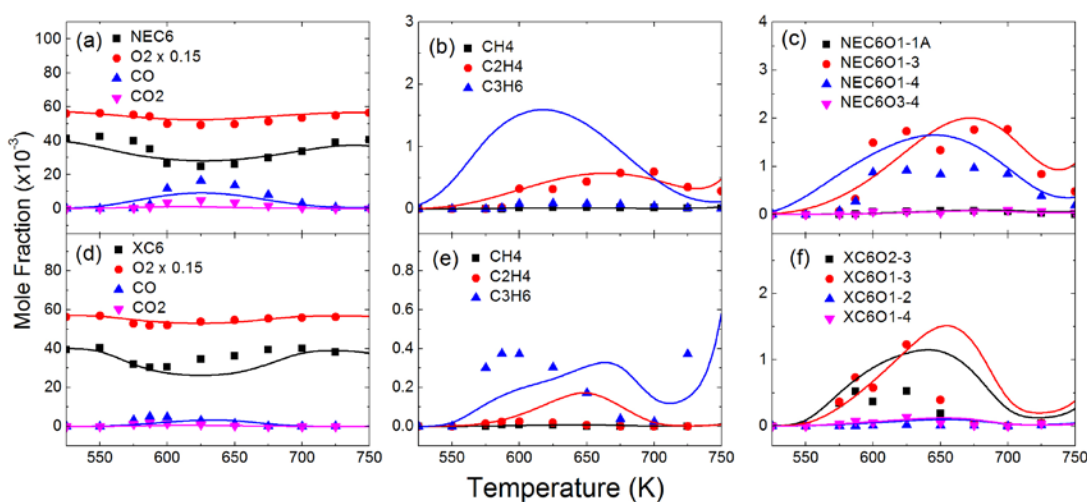 (a)
NEC6
O2 x 0.15
CO
CO2
100
80
60
40
20
0
(b)
CH4
C2H4
C3H6
3
2
1
0
(c)
NEC6O1-1A
NEC6O1-3
NEC6O1-4
NEC6O3-4
4
3
2
1
0
Mole Fraction (x10-3)
(d)
XC6
O2 x 0.15
CO
CO2
80
60
40
20
0
550 600 650 700 750
(e)
CH4
C2H4
C3H6
0.8
0.6
0.4
0.2
0.0
550 600 650 700 750
(f)
XC6O2-3
XC6O1-3
XC6O1-2
XC6O1-4
2
1
0
550 600 650 700 750
Temperature (K)